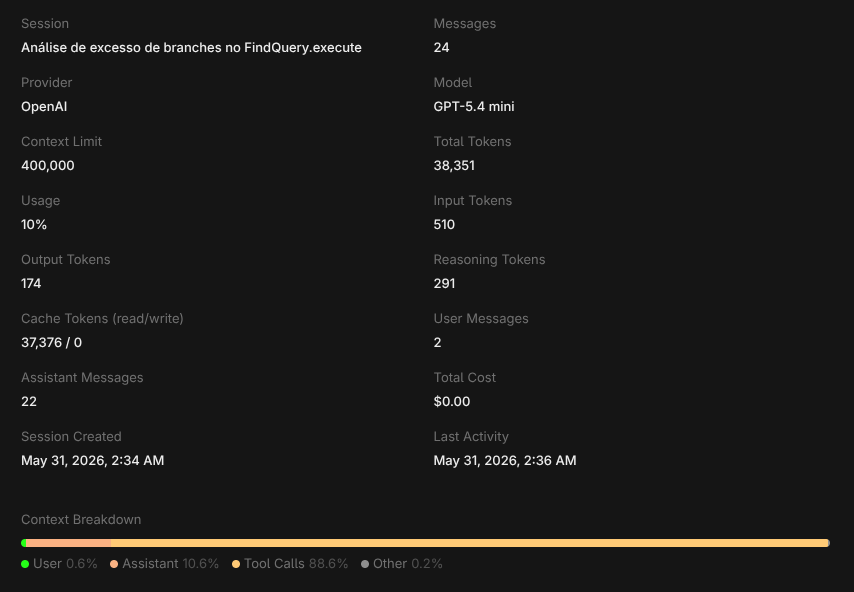 Session
Messages
Análise de excesso de branches no FindQuery.execute
24
Provider
Model
OpenAI
GPT-5.4 mini
Context Limit
Total Tokens
400,000
38,351
Usage
Input Tokens
10%
510
Output Tokens
Reasoning Tokens
174
291
Cache Tokens (read/write)
User Messages
37,376 / 0
2
Assistant Messages
Total Cost
22
$0.00
Session Created
Last Activity
May 31, 2026, 2:34 AM
May 31, 2026, 2:36 AM
Context Breakdown
User 0.6% Assistant 10.6% Tool Calls 88.6% Other 0.2%